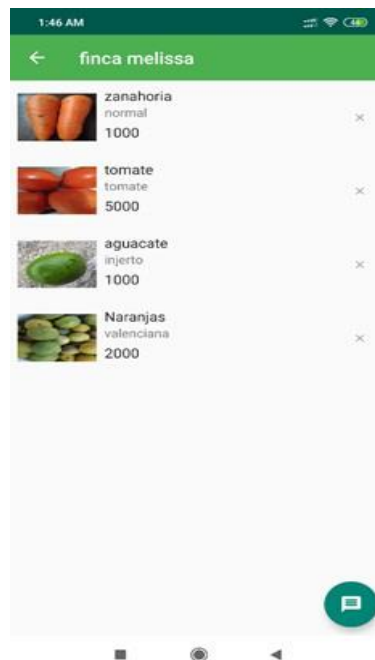 1:46 AM
finca melissa
zanahoria
normal
1000
tomate
tomate
5000
aguacate
injerto
1000
Naranjas
valenciana
2000